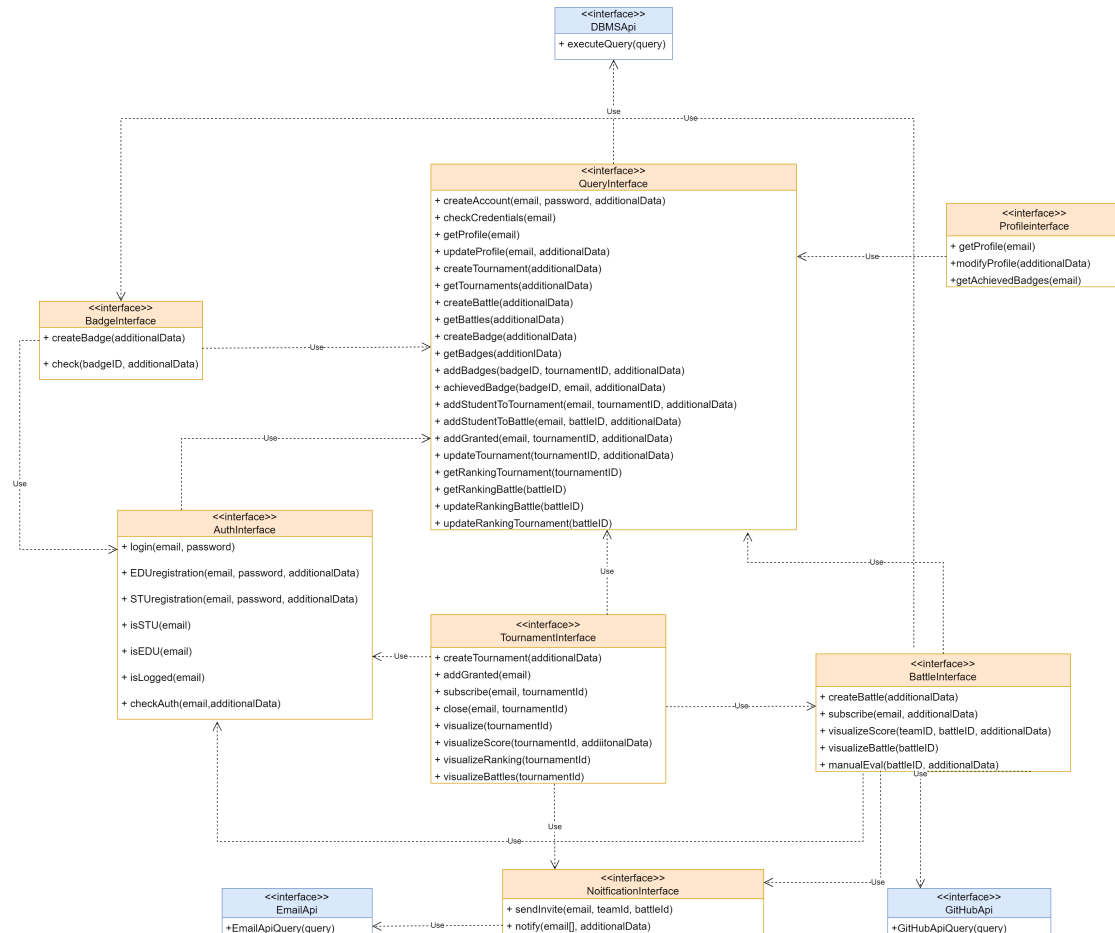 <<interface>>
DBMSApi
+ executeQuery(query)
Use
Use
<<interface>>
QueryInterface
+ createAccount(email, password, additionalData)
+ checkCredentials(email)
+ getProfile(email)
+ updateProfile(email, additionalData)
+ createTournament(additionalData)
+ getTournaments(additionalData)
+ createBattle(additionalData)
+ getBattles(additionalData)
+ createBadge(additionalData)
+ getBadges(additionlData)
+ addBadges(badgeID, tournamentID, additionalData)
+ achievedBadge(badgeID, email, additionalData)
+ addStudentToTournament(email, tournamentID, additionalData)
+ addStudentToBattle(email, battleID, additionalData)
+ addGranted(email, tournamentID, additionalData)
+ updateTournament(tournamentID, additionalData)
+ getRankingTournament(tournamentID)
+ getRankingBattle(battleID)
+ updateRankingBattle(battleID)
+ updateRankingTournament(battleID)
<<interface>>
Profileinterface
+ getProfile(email)
+modifyProfile(additionalData)
+getAchievedBadges(email)
Use
<<interface>>
BadgeInterface
+ createBadge(additionalData)
+ check(badgeID, additionalData)
Use
Use
Use
<<interface>>
AuthInterface
+ login(email, password)
+ EDUregistration(email, password, additionalData)
+ STUregistration(email, password, additionalData)
+ isSTU(email)
+ isEDU(email)
+ isLogged(email)
+ checkAuth(email,additionalData)
Use
Use
Use
<<interface>>
TournamentInterface
+ createTournament(additionalData)
+ addGranted(email)
+ subscribe(email, tournamentId)
+ close(email, tournamentId)
+ visualize(tournamentId)
+ visualizeScore(tournamentId, addiitonalData)
+ visualizeRanking(tournamentId)
+ visualizeBattles(tournamentId)
Use
<<interface>>
BattleInterface
+ createBattle(additionalData)
+ subscribe(email, additionalData)
+ visualizeScore(teamID, battleID, additionalData)
+ visualizeBattle(battleID)
+ manualEval(battleID, additionalData)
Use
Use
Use
Use
<<interface>>
NoitficationInterface
+ sendInvite(email, teamId, battleId)
+ notify(email[], additionalData)
Use
<<interface>>
EmailApi
+EmailApiQuery(query)
<<interface>>
GitHubApi
+GitHubApiQuery(query)